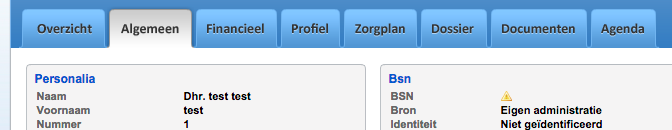 Overzicht Algemeen Financieel Profiel Zorgplan Dossier Documenten Agenda
Personalia
Naam Dhr. test test
Voornaam test
Nummer 1
Bsn
BSN
Bron Eigen administratie
Identiteit Niet geïdentificeerd